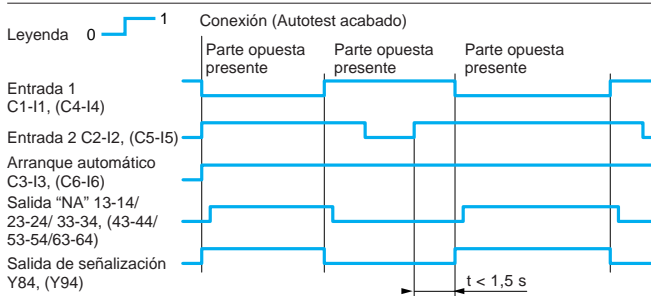 Leyenda 0 1
Conexión (Autotest acabado)
Parte opuesta presente
Parte opuesta presente
Parte opuesta presente
Entrada 1
C1-I1, (C4-I4)
Entrada 2 C2-I2, (C5-I5)
Arranque automático
C3-I3, (C6-I6)
Salida “NA” 13-14/
23-24/ 33-34, (43-44/
53-54/63-64)
Salida de señalización
Y84, (Y94)
t < 1,5 s